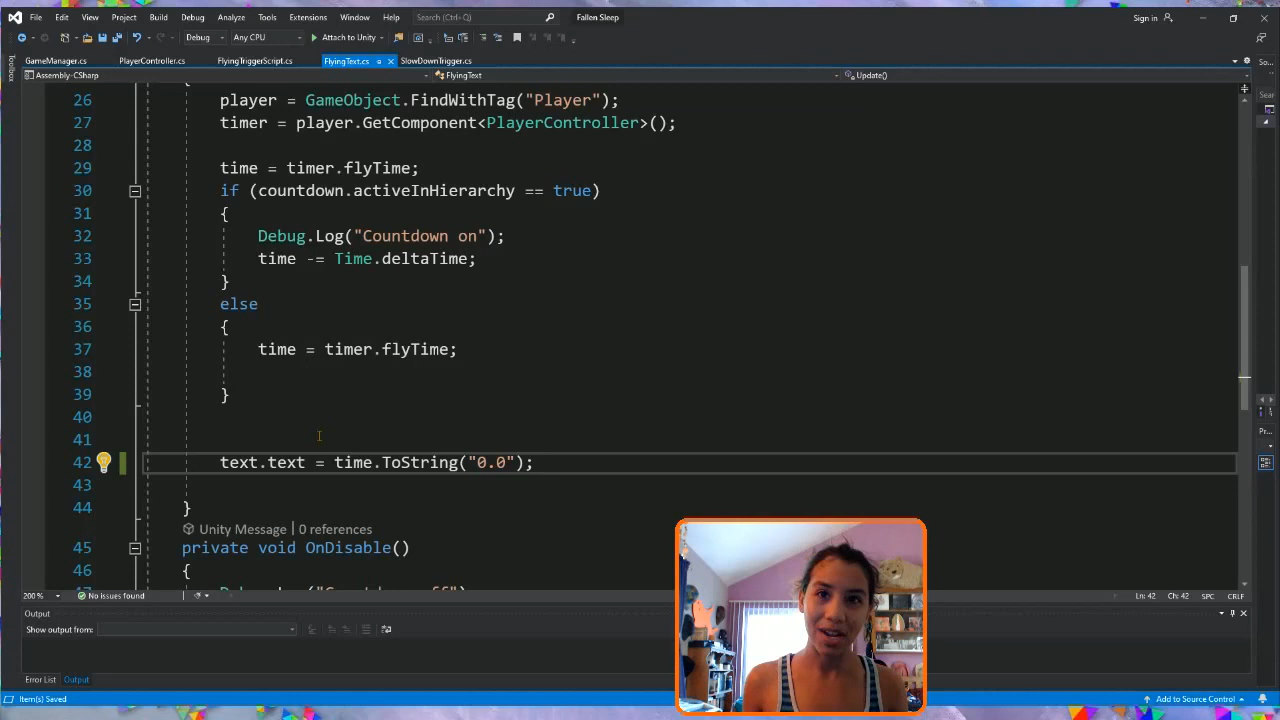 File Edit View Project Build Debug Analyze Tools Extensions Window Help Search (Ctrl+Q) Fallen Sleep Sign in
Debug Any CPU Attach to Unity
GameManager.cs PlayerController.cs FlyingTriggerScript.cs FlyingText.cs SlowDownTrigger.cs
Toolbox
Assembly-CSharp FlyingText Update()
26 player = GameObject.FindWithTag("Player");
27 timer = player.GetComponent<PlayerController>();
28
29 time = timer.flyTime;
30 if (countdown.activeInHierarchy == true)
31 {
32 Debug.Log("Countdown on");
33 time -= Time.deltaTime;
34 }
35 else
36 {
37 time = timer.flyTime;
38
39 }
40
41
42 text.text = time.ToString("0.0");
43
44 }
Unity Message | 0 references
45 private void OnDisable()
46 {
200 % No issues found Ln: 42 Ch: 42 SPC CRLF
Output
Show output from:
Error List Output
Item(s) Saved Add to Source Control